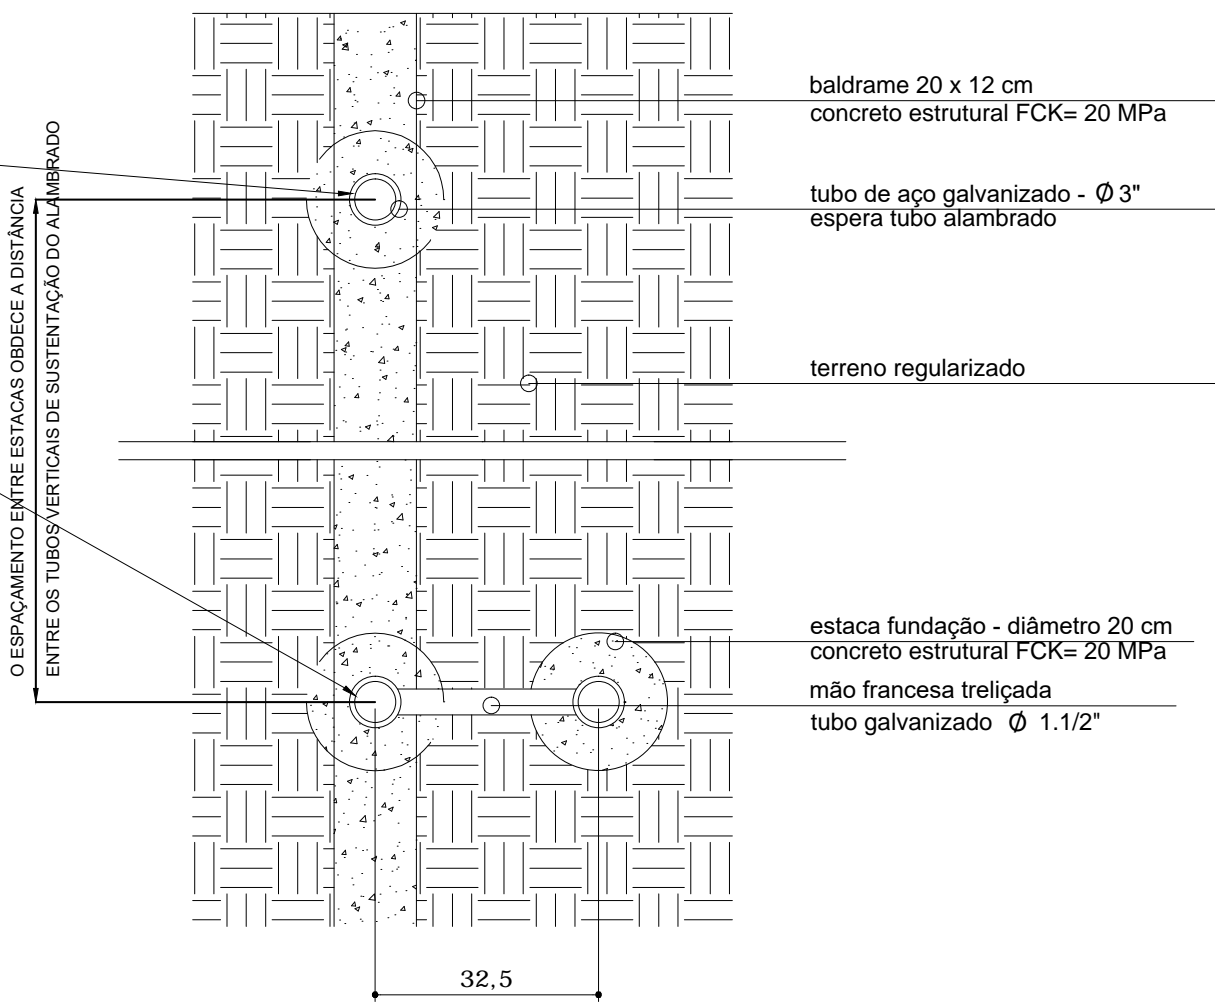 baldrame 20 x 12 cm
concreto estrutural FCK= 20 MPa
tubo de aço galvanizado - Ø 3"
espera tubo alambrado
terreno regularizado
O ESPAÇAMENTO ENTRE ESTACAS OBDECE A DISTÂNCIA
ENTRE OS TUBOS VERTICAIS DE SUSTENTAÇÃO DO ALAMBRADO
estaca fundação - diâmetro 20 cm
concreto estrutural FCK= 20 MPa
mão francesa treliçada
tubo galvanizado Ø 1.1/2"
32,5